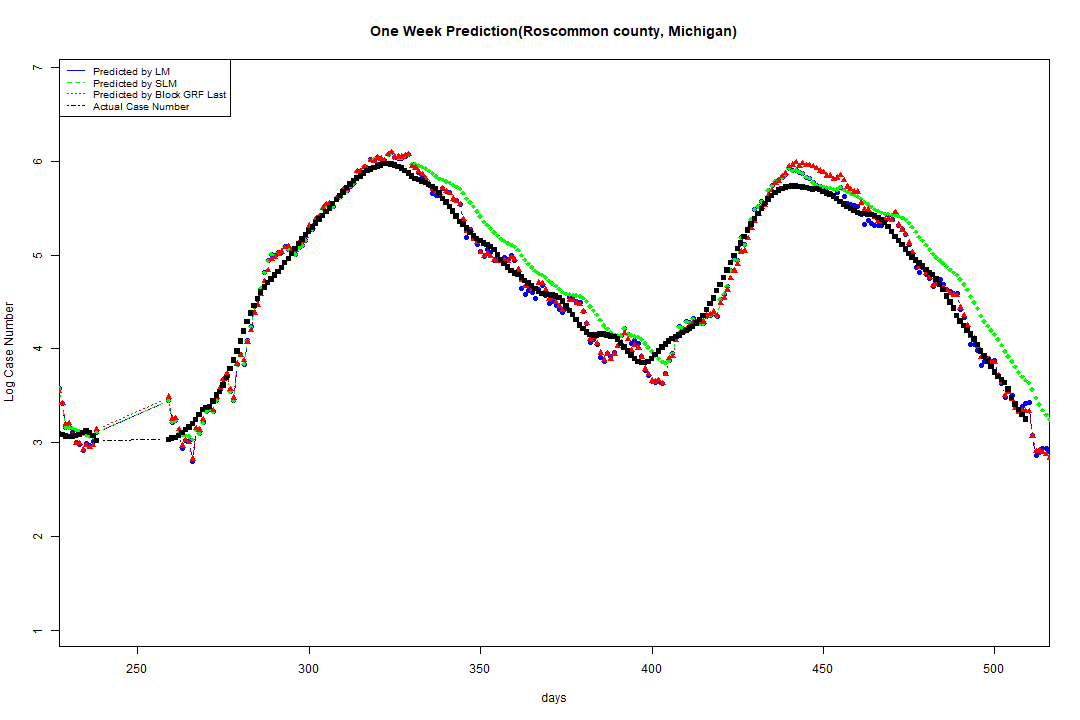 One Week Prediction(Roscommon county, Michigan)
Predicted by LM
Predicted by SLM
Predicted by Block GRF Last
Actual Case Number
Log Case Number
7
6
5
4
3
2
1
250 300 350 400 450 500
days